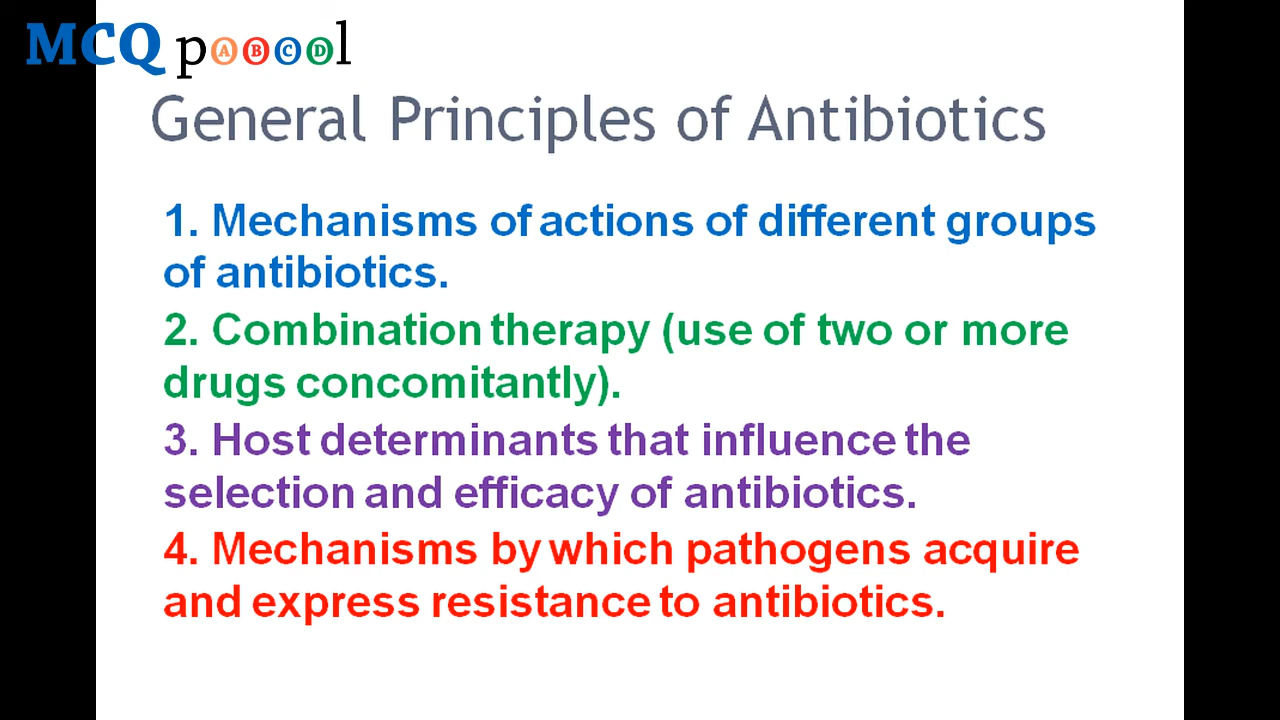 MCQ pABCDl
General Principles of Antibiotics
1. Mechanisms of actions of different groups
of antibiotics.
2. Combination therapy (use of two or more
drugs concomitantly).
3. Host determinants that influence the
selection and efficacy of antibiotics.
4. Mechanisms by which pathogens acquire
and express resistance to antibiotics.